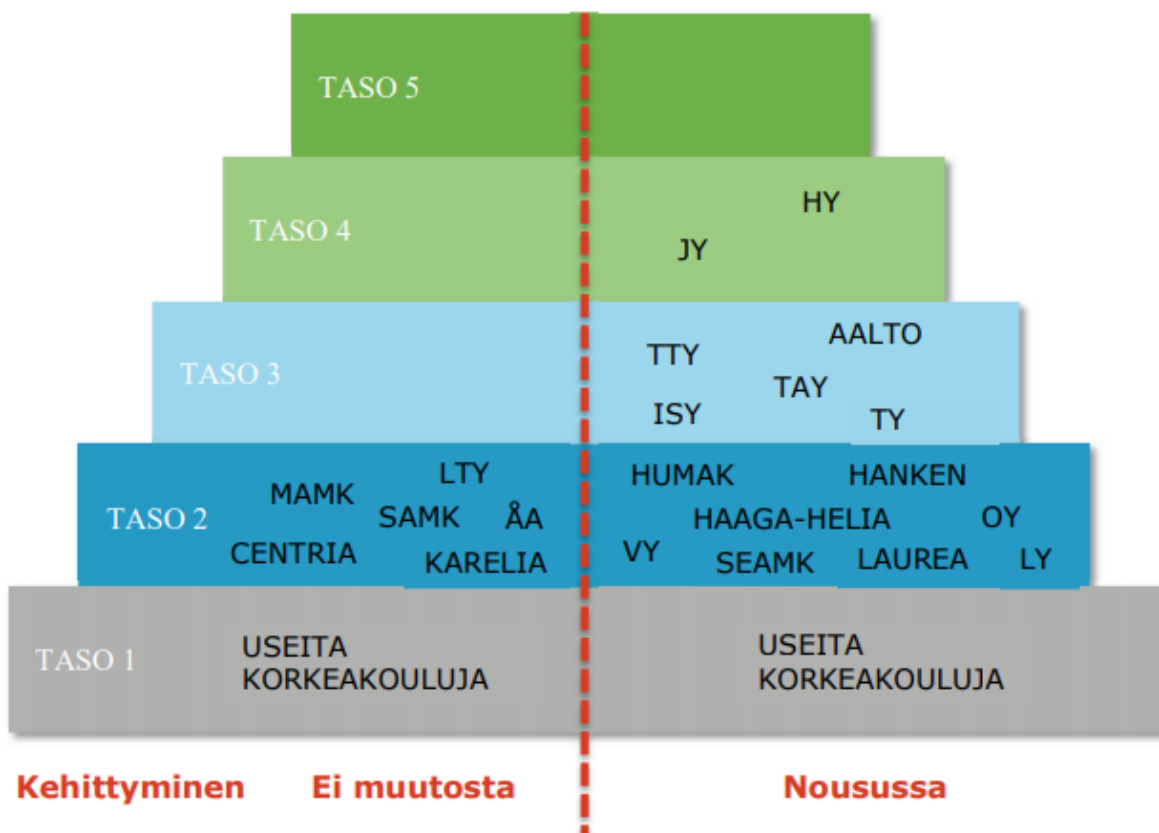 TASO 5
TASO 4
HY
JY
TASO 3
AALTO
TTY
TAY
ISY
TY
TASO 2
LTY
MAMK
SAMK ÅA
CENTRIA
KARELIA
HUMAK HANKEN
HAAGA-HELIA OY
VY SEAMK LAUREA LY
TASO 1
USEITA
KORKEAKOULUJA
USEITA
KORKEAKOULUJA
Kehittyminen Ei muutosta Nousussa